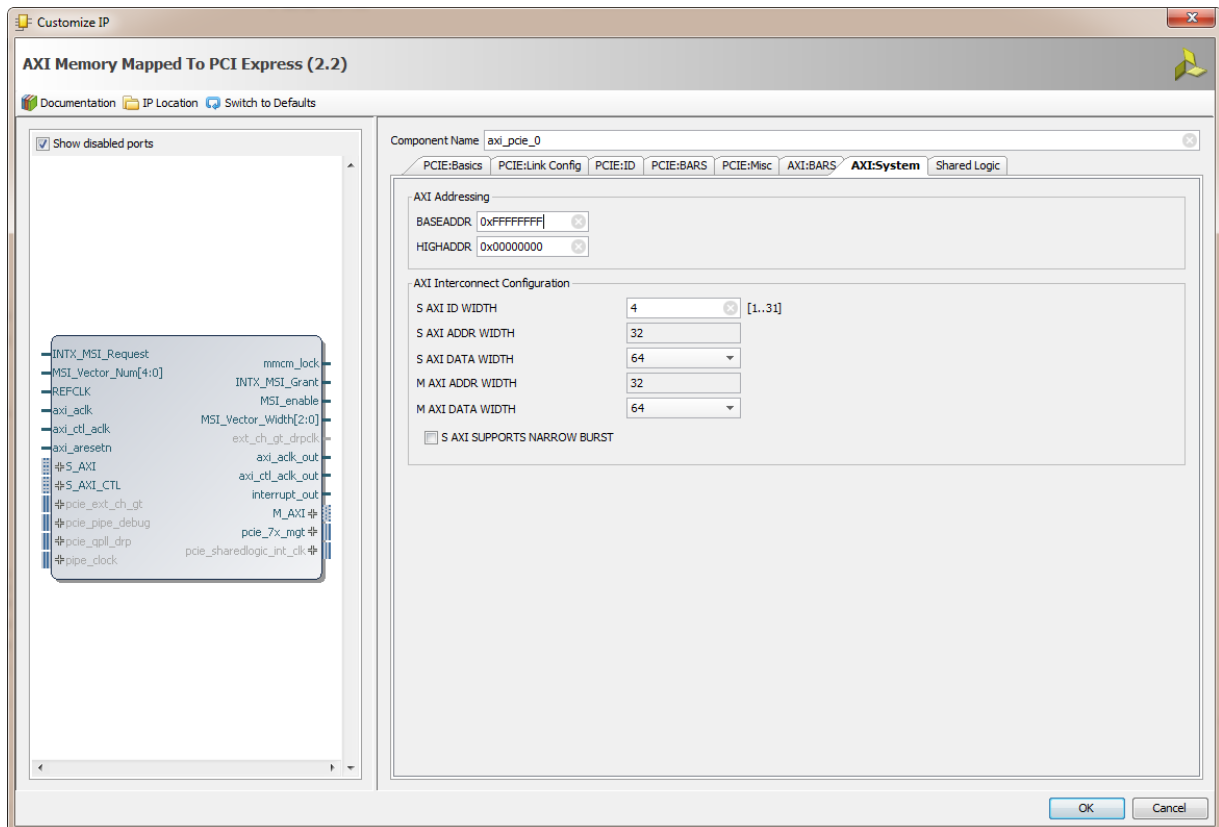 Customize IP
AXI Memory Mapped To PCI Express (2.2)
Documentation IP Location Switch to Defaults
Show disabled ports
INTX_MSI_Request
MSI_Vector_Num[4:0]
REFCLK
axi_aclk
axi_ctl_aclk
axi_aresetn
S_AXI
S_AXI_CTL
pcie_ext_ch_gt
pcie_pipe_debug
pcie_qpll_drp
pipe_clock
mmcm_lock
INTX_MSI_Grant
MSI_enable
MSI_Vector_Width[2:0]
ext_ch_gt_drpclk
axi_aclk_out
axi_ctl_aclk_out
interrupt_out
M_AXI
pcie_7x_mgt
pcie_sharedlogic_int_clk
Component Name axi_pcie_0
PCIE:Basics PCIE:Link Config PCIE:ID PCIE:BARS PCIE:Misc AXI:BARS AXI:System Shared Logic
AXI Addressing
BASEADDR 0xFFFFFFFF
HIGHADDR 0x00000000
AXI Interconnect Configuration
S AXI ID WIDTH 4 [1..31]
S AXI ADDR WIDTH 32
S AXI DATA WIDTH 64
M AXI ADDR WIDTH 32
M AXI DATA WIDTH 64
S AXI SUPPORTS NARROW BURST
OK Cancel